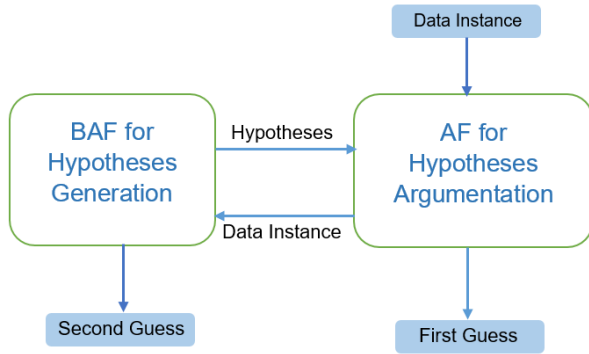 Data Instance
BAF for
Hypotheses
Generation
Hypotheses
AF for
Hypotheses
Argumentation
Data Instance
Second Guess
First Guess